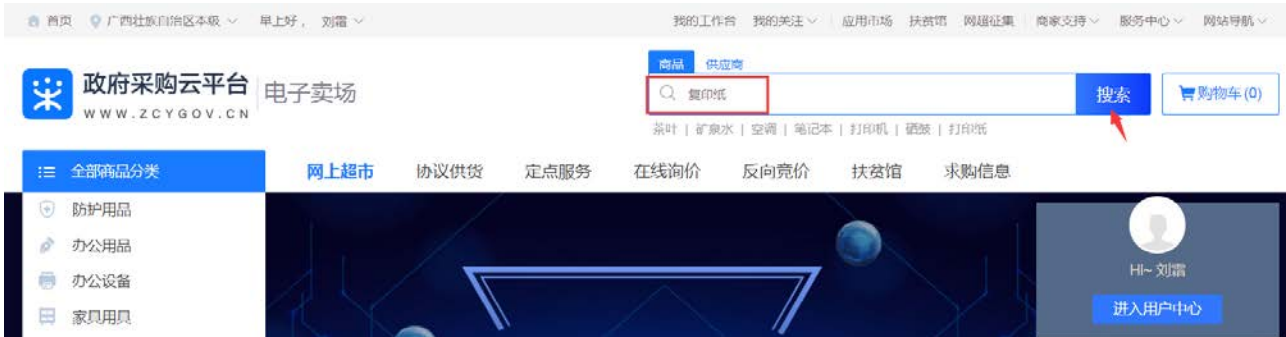 首页 广西壮族自治区本级 早上好， 刘雷 我的工作台 我的关注 应用市场 扶贫馆 网超征集 商家支持 服务中心 网站导航
商品 供应商
政府采购云平台 电子卖场
WWW.ZCYGOV.CN
复印纸 搜索 购物车(0)
茶叶 | 矿泉水 | 空调 | 笔记本 | 打印机 | 硒鼓 | 打印纸
全部商品分类 网上超市 协议供货 定点服务 在线询价 反向竞价 扶贫馆 求购信息
防护用品
办公用品
办公设备
家具用具
HI~ 刘雷
进入用户中心